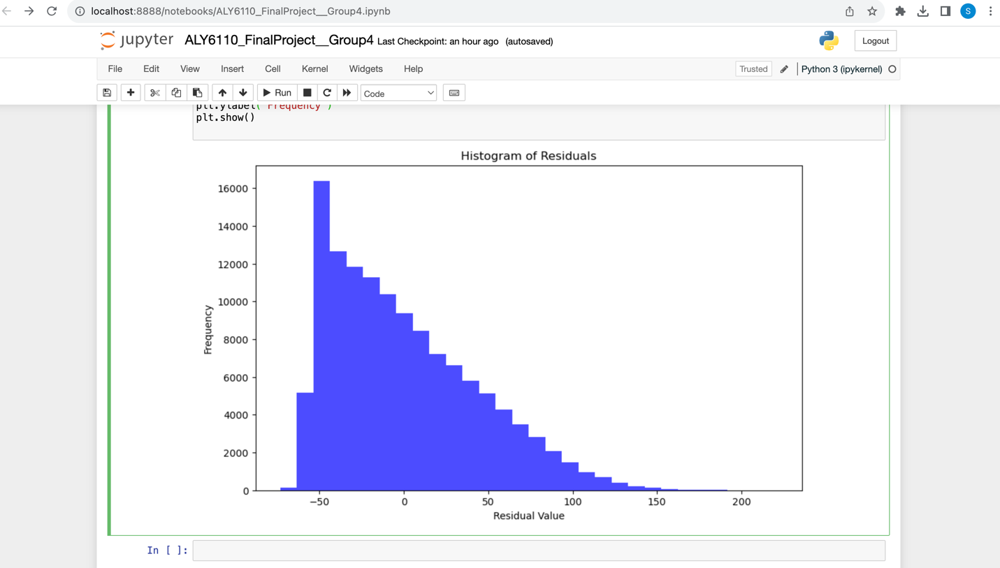 localhost:8888/notebooks/ALY6110_FinalProject__Group4.ipynb
S
jupyter ALY6110_FinalProject__Group4 Last Checkpoint: an hour ago (autosaved)
Logout
File Edit View Insert Cell Kernel Widgets Help
Trusted Python 3 (ipykernel)
Run Code
plt.ylabel('Frequency')
plt.show()
Histogram of Residuals
16000
14000
12000
10000
8000
6000
4000
2000
0
Frequency
−50 0 50 100 150 200
Residual Value
In [ ]: